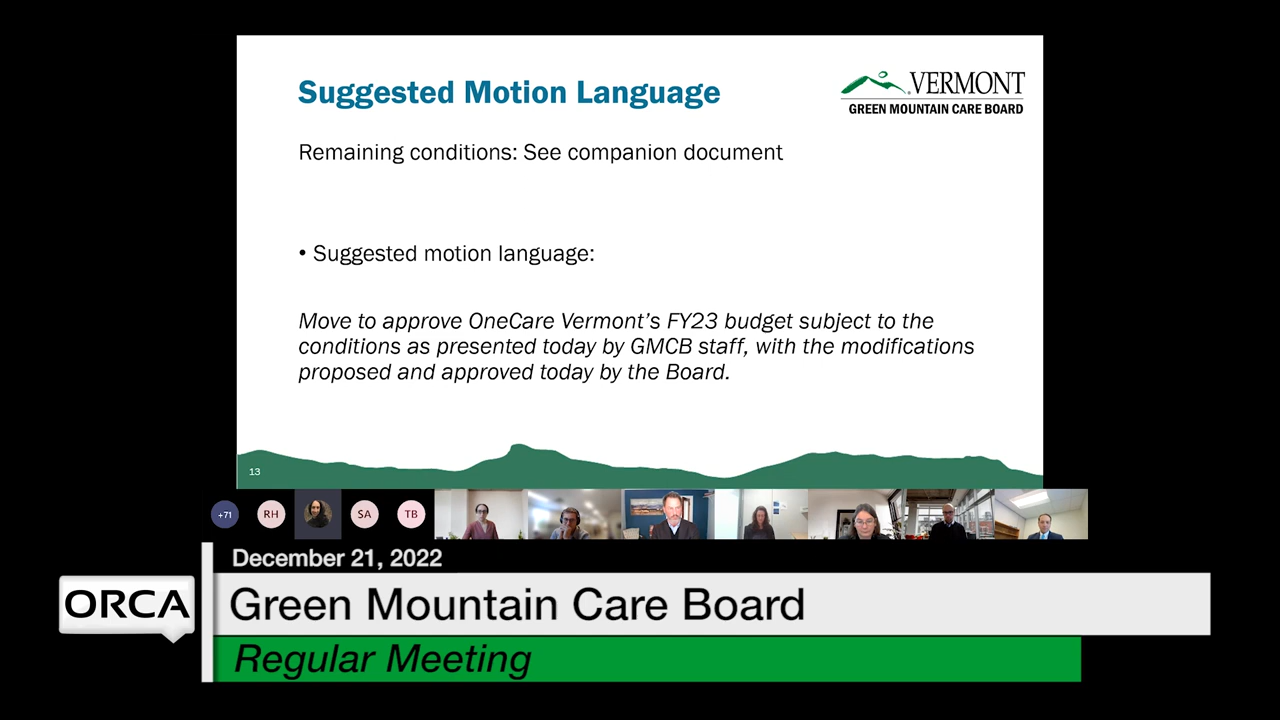 Suggested Motion Language
VERMONT
GREEN MOUNTAIN CARE BOARD
Remaining conditions: See companion document
• Suggested motion language:
Move to approve OneCare Vermont's FY23 budget subject to the
conditions as presented today by GMCB staff, with the modifications
proposed and approved today by the Board.
13
+71 RH SA TB
December 21, 2022
ORCA
Green Mountain Care Board
Regular Meeting